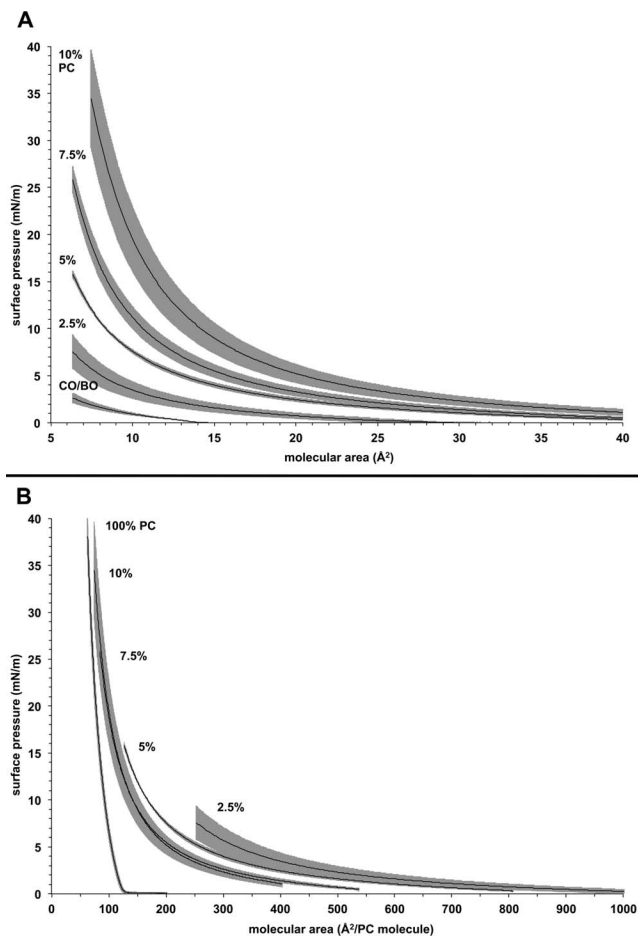 A
surface pressure (mN/m)
40
35
30
25
20
15
10
5
0
10%
PC
7.5%
5%
2.5%
CO/BO
5 10 15 20 25 30 35 40
molecular area (Å²)
B
surface pressure (mN/m)
40
35
30
25
20
15
10
5
0
100% PC
10%
7.5%
5%
2.5%
0 100 200 300 400 500 600 700 800 900 1000
molecular area (Å²/PC molecule)